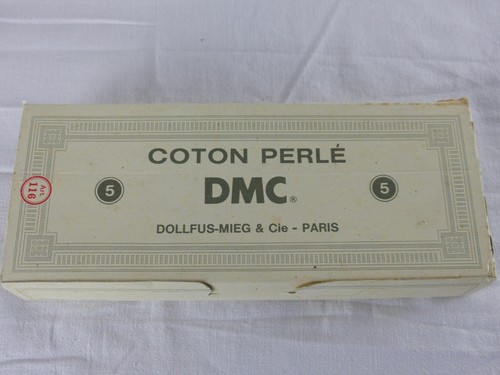 COTON PERLÉ
Art. 116
5
DMC®
5
DOLLFUS-MIEG & Cie - PARIS